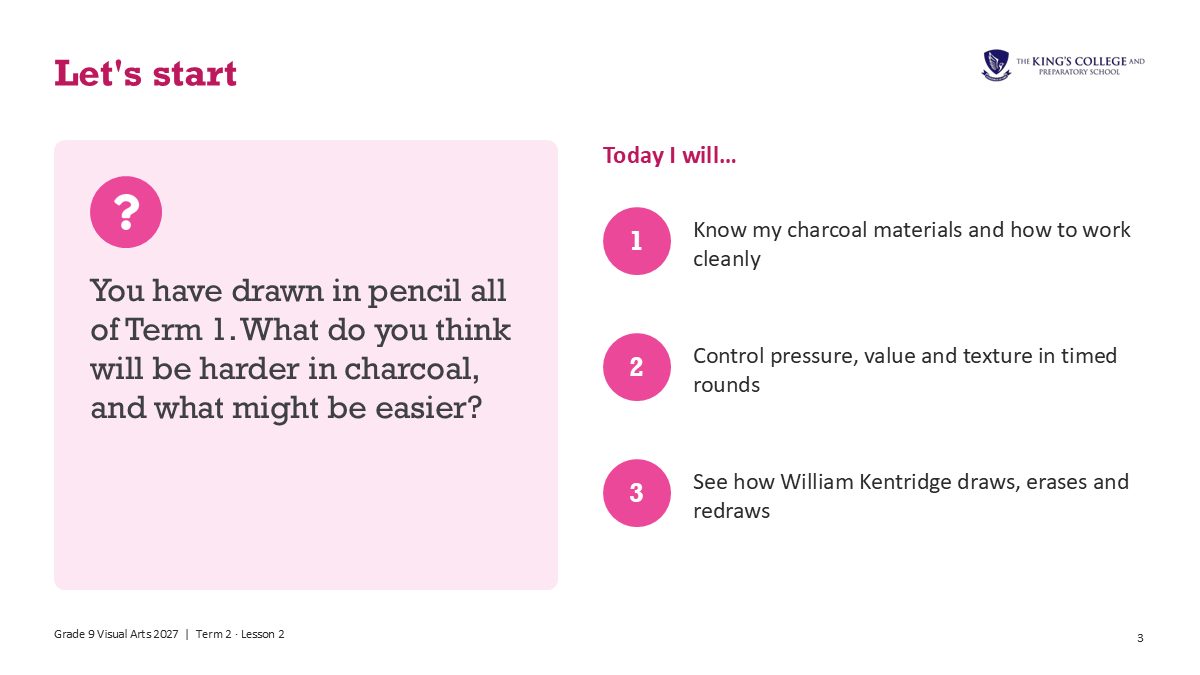 Let's start
THE KING'S COLLEGE AND
PREPARATORY SCHOOL
?
You have drawn in pencil all
of Term 1. What do you think
will be harder in charcoal,
and what might be easier?
Today I will...
1
Know my charcoal materials and how to work
cleanly
2
Control pressure, value and texture in timed
rounds
3
See how William Kentridge draws, erases and
redraws
Grade 9 Visual Arts 2027 | Term 2 · Lesson 2
3